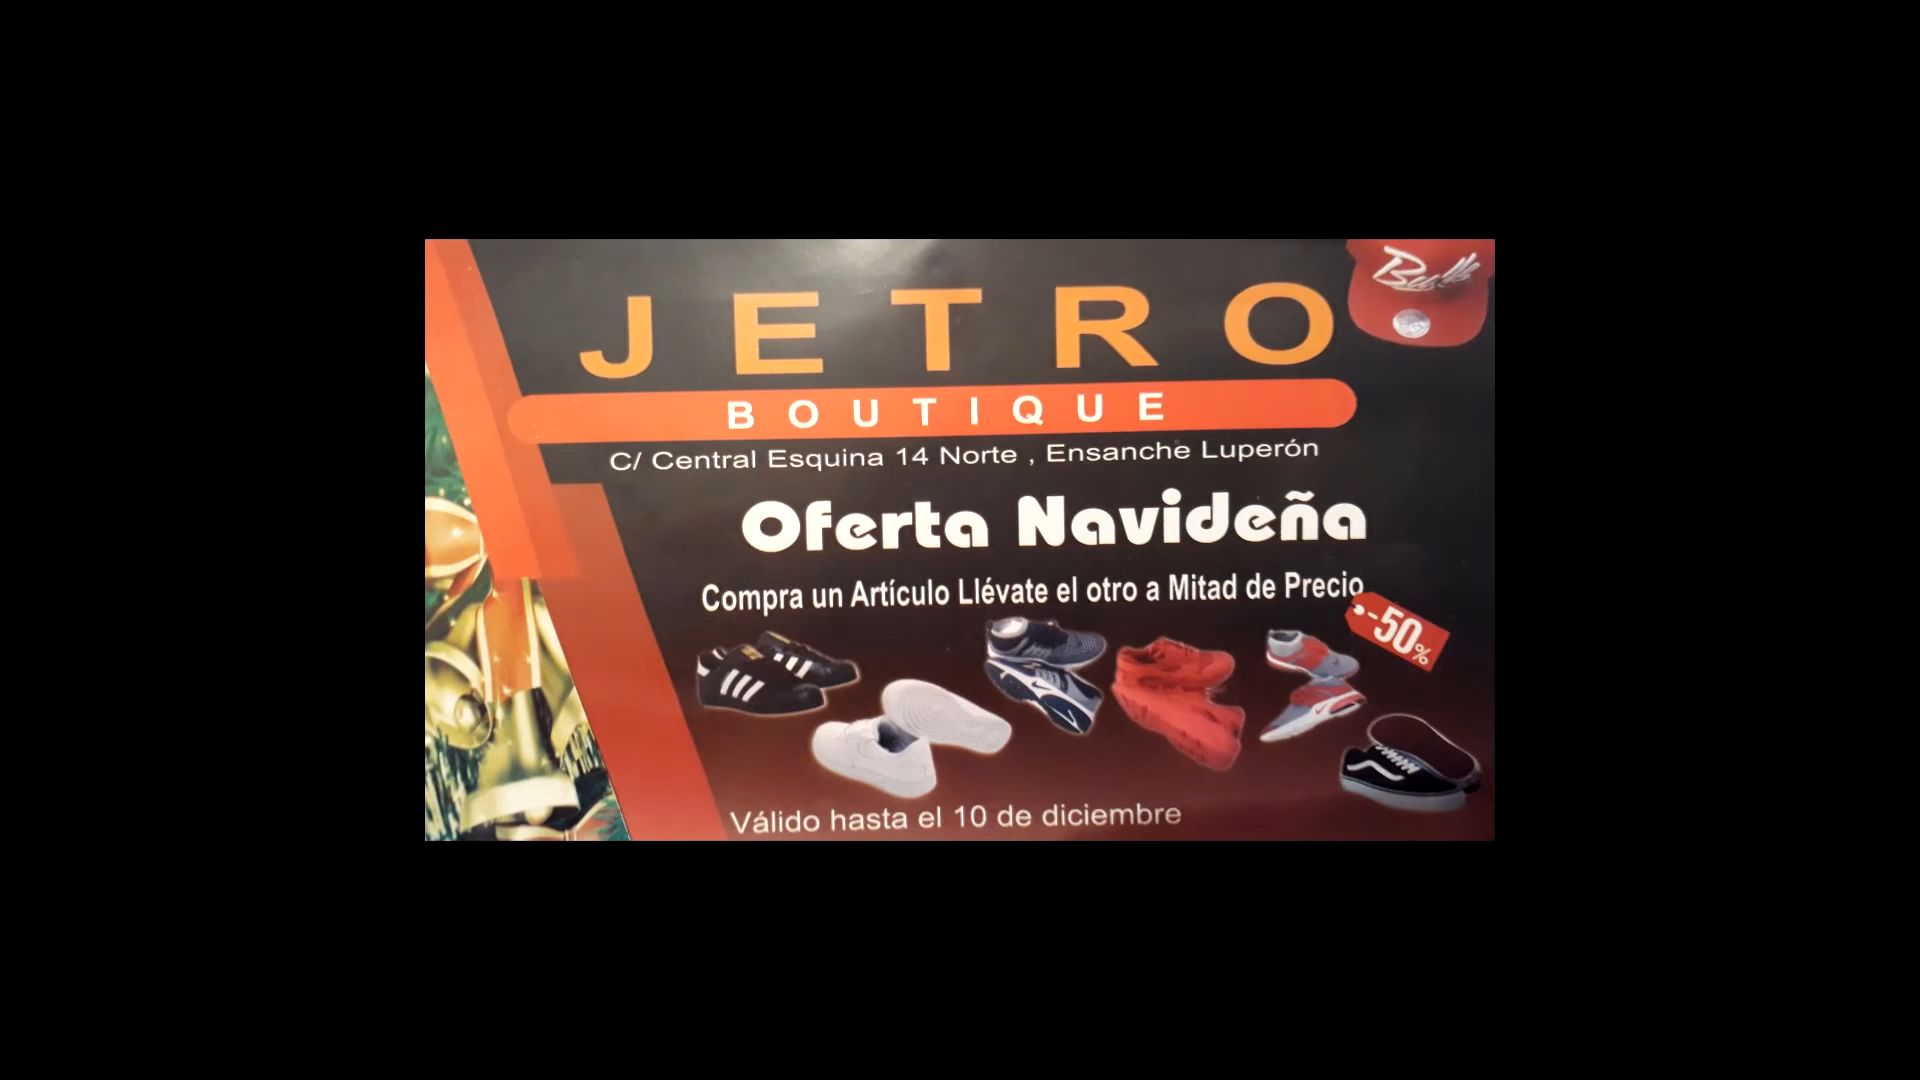 Bulls
JETRO
BOUTIQUE
C/ Central Esquina 14 Norte , Ensanche Luperón
Oferta Navideña
Compra un Artículo Llévate el otro a Mitad de Precio
-50%
Válido hasta el 10 de diciembre